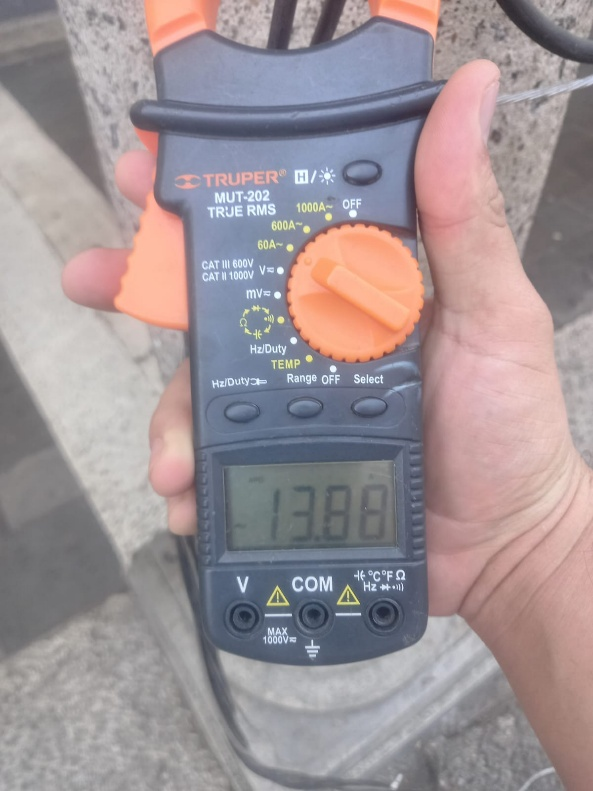 TRUPER® H/
MUT-202
TRUE RMS
1000A~ OFF
600A~
60A~
CAT III 600V
CAT II 1000V V≂
mV≂
Hz/Duty
TEMP
Hz/Duty Range OFF Select
-13.88
V COM °C°F Ω
Hz
MAX
1000V≂